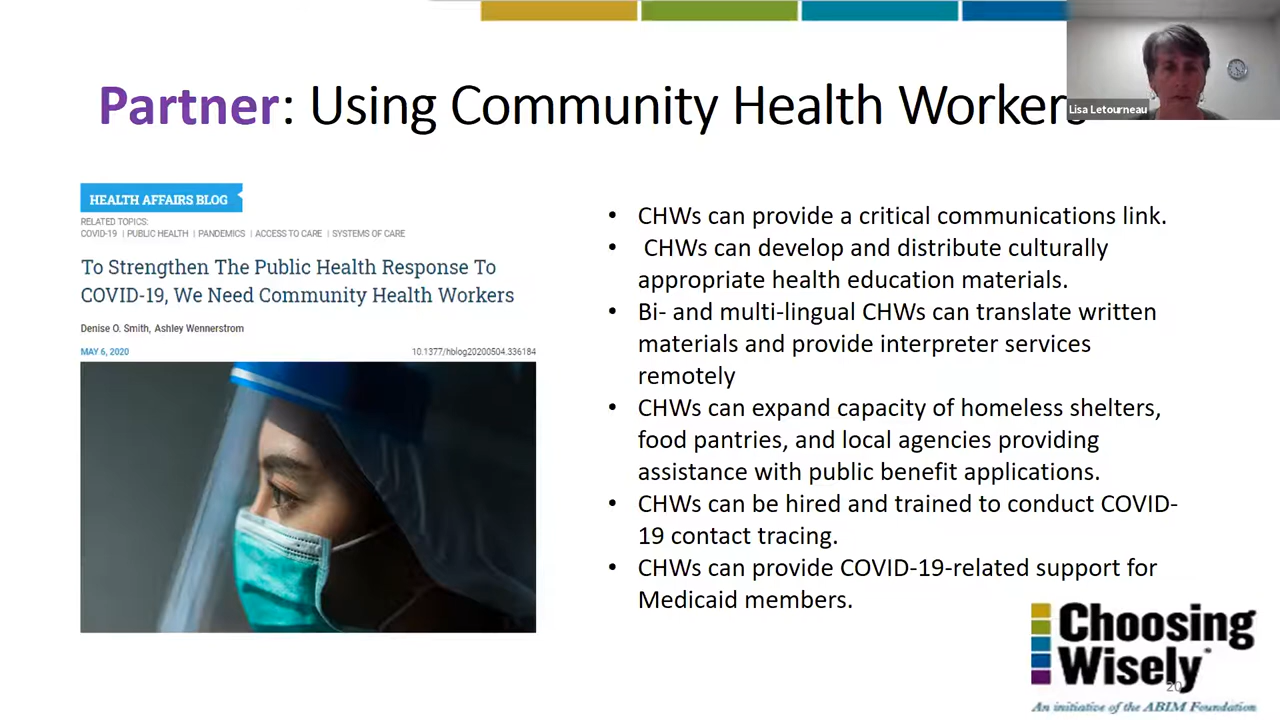 Partner: Using Community Health Workers
Lisa Letourneau
HEALTH AFFAIRS BLOG
RELATED TOPICS:
COVID-19 | PUBLIC HEALTH | PANDEMICS | ACCESS TO CARE | SYSTEMS OF CARE
To Strengthen The Public Health Response To
COVID-19, We Need Community Health Workers
Denise O. Smith, Ashley Wennerstrom
MAY 6, 2020 10.1377/hblog20200504.336184
• CHWs can provide a critical communications link.
• CHWs can develop and distribute culturally
appropriate health education materials.
• Bi- and multi-lingual CHWs can translate written
materials and provide interpreter services
remotely
• CHWs can expand capacity of homeless shelters,
food pantries, and local agencies providing
assistance with public benefit applications.
• CHWs can be hired and trained to conduct COVID-
19 contact tracing.
• CHWs can provide COVID-19-related support for
Medicaid members.
Choosing
Wisely™
20
An initiative of the ABIM Foundation